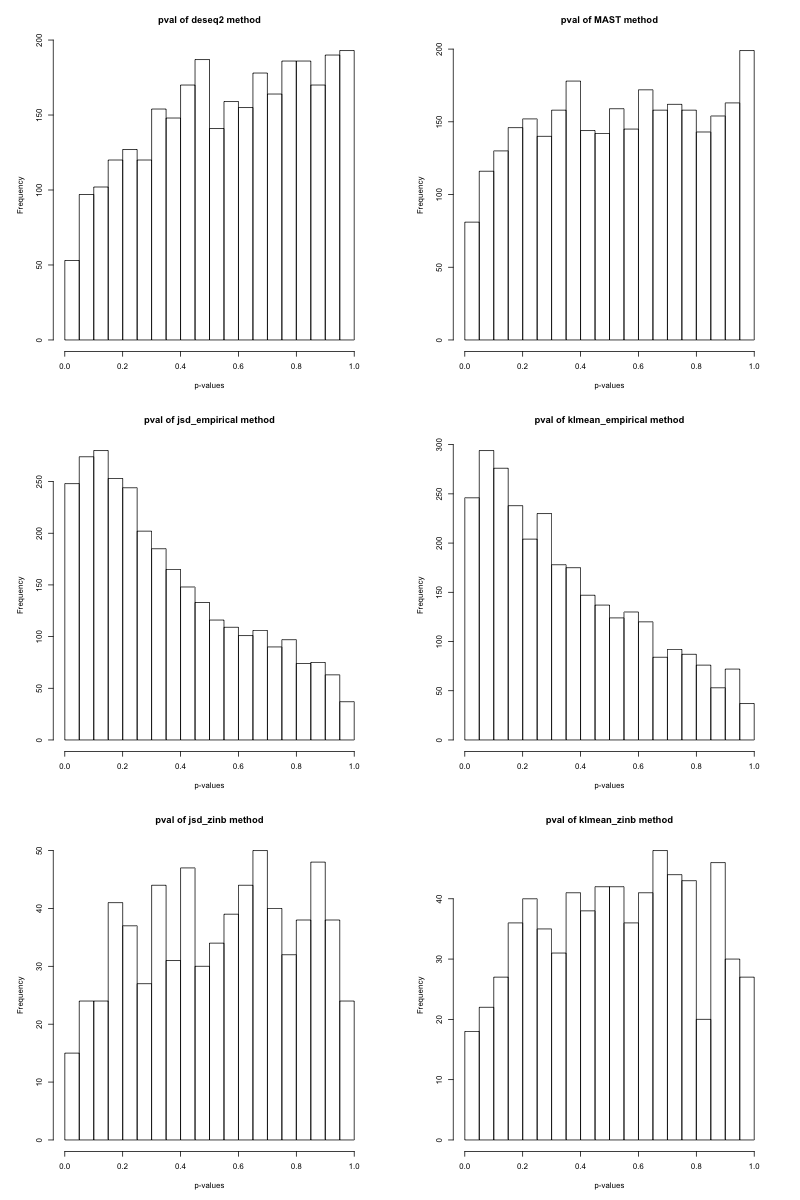 pval of deseq2 method
Frequency
0 50 100 150 200
0.0 0.2 0.4 0.6 0.8 1.0
p-values
pval of MAST method
Frequency
0 50 100 150 200
0.0 0.2 0.4 0.6 0.8 1.0
p-values
pval of jsd_empirical method
Frequency
0 50 100 150 200 250
0.0 0.2 0.4 0.6 0.8 1.0
p-values
pval of klmean_empirical method
Frequency
0 50 100 150 200 250 300
0.0 0.2 0.4 0.6 0.8 1.0
p-values
pval of jsd_zinb method
Frequency
0 10 20 30 40 50
0.0 0.2 0.4 0.6 0.8 1.0
p-values
pval of klmean_zinb method
Frequency
0 10 20 30 40
0.0 0.2 0.4 0.6 0.8 1.0
p-values